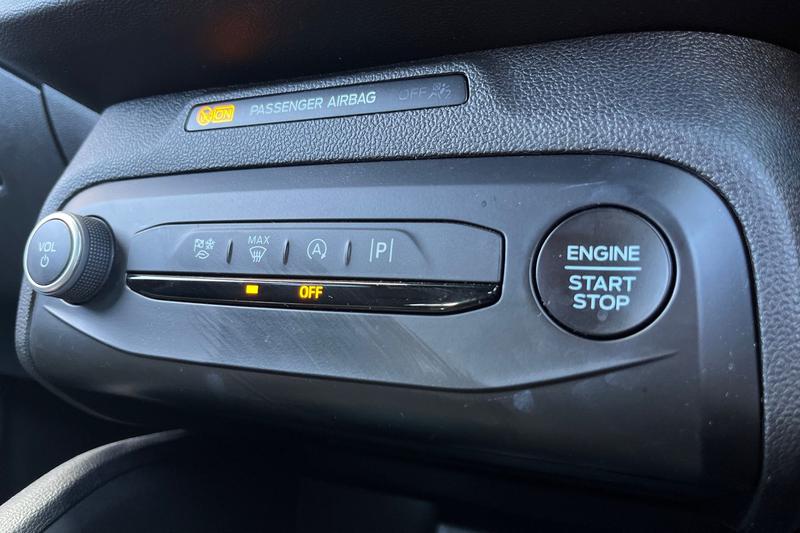 ON PASSENGER AIRBAG OFF
VOL
MAX
A
P
OFF
ENGINE
START
STOP